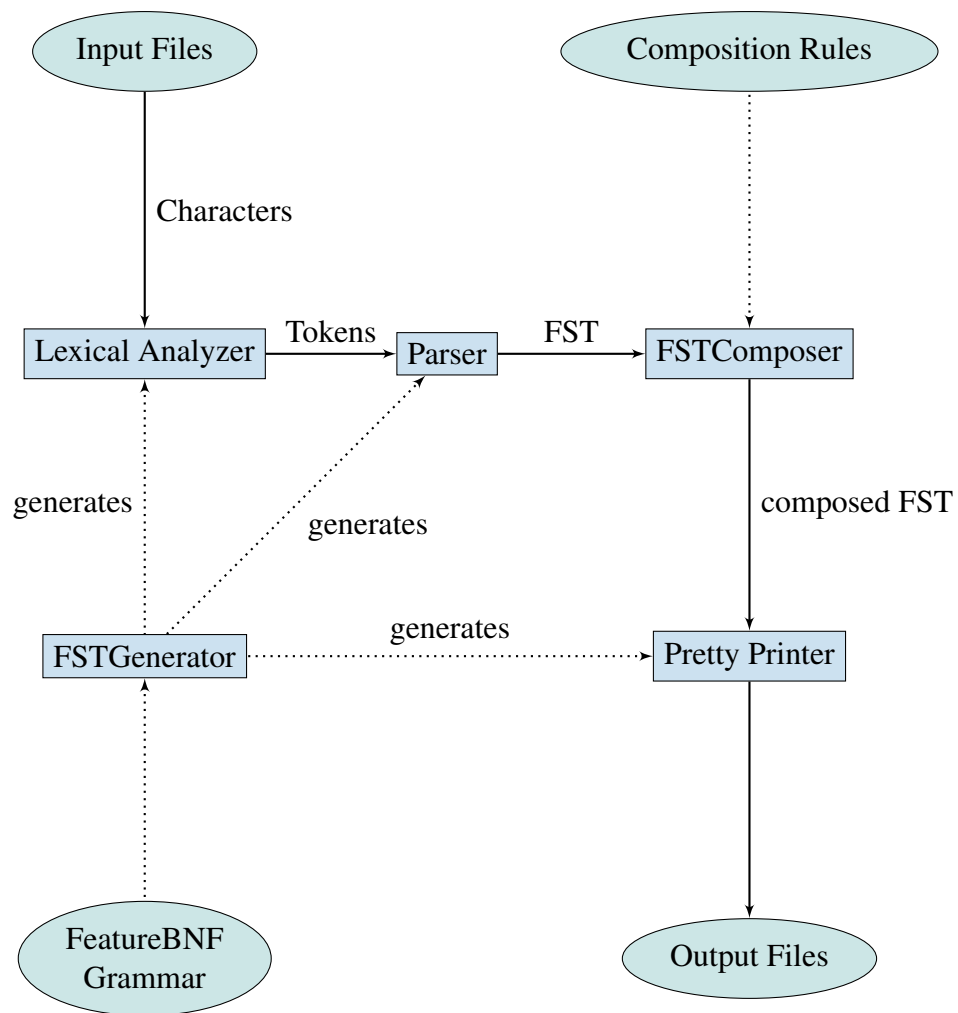 Input Files
Composition Rules
Characters
Lexical Analyzer
Tokens
Parser
FST
FSTComposer
generates
generates
composed FST
FSTGenerator
generates
Pretty Printer
FeatureBNF
Grammar
Output Files